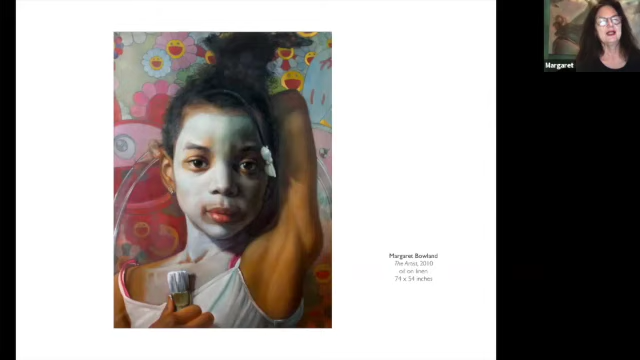 Margaret
Margaret Bowland
The Artist, 2010
oil on linen
74 x 54 inches